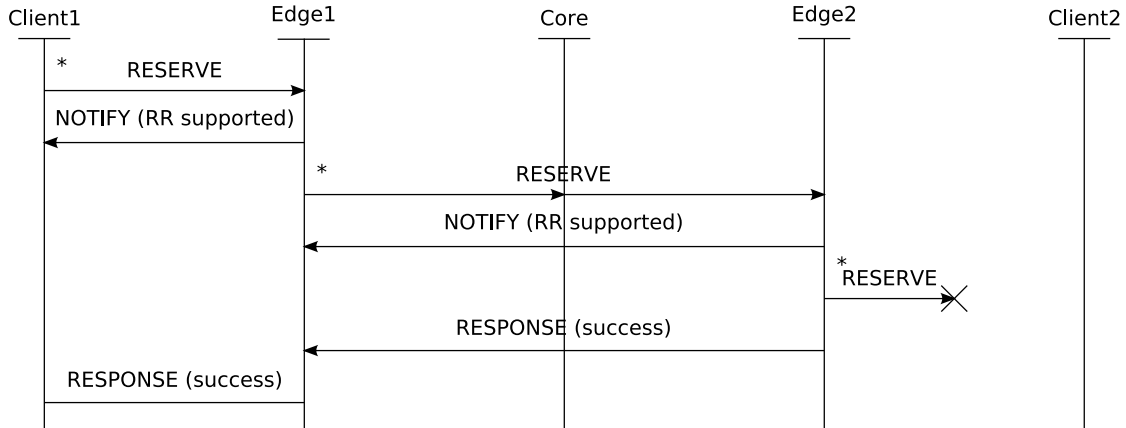 Client1 Edge1 Core Edge2 Client2
*
RESERVE
NOTIFY (RR supported)
*
RESERVE
NOTIFY (RR supported)
*
RESERVE
RESPONSE (success)
RESPONSE (success)